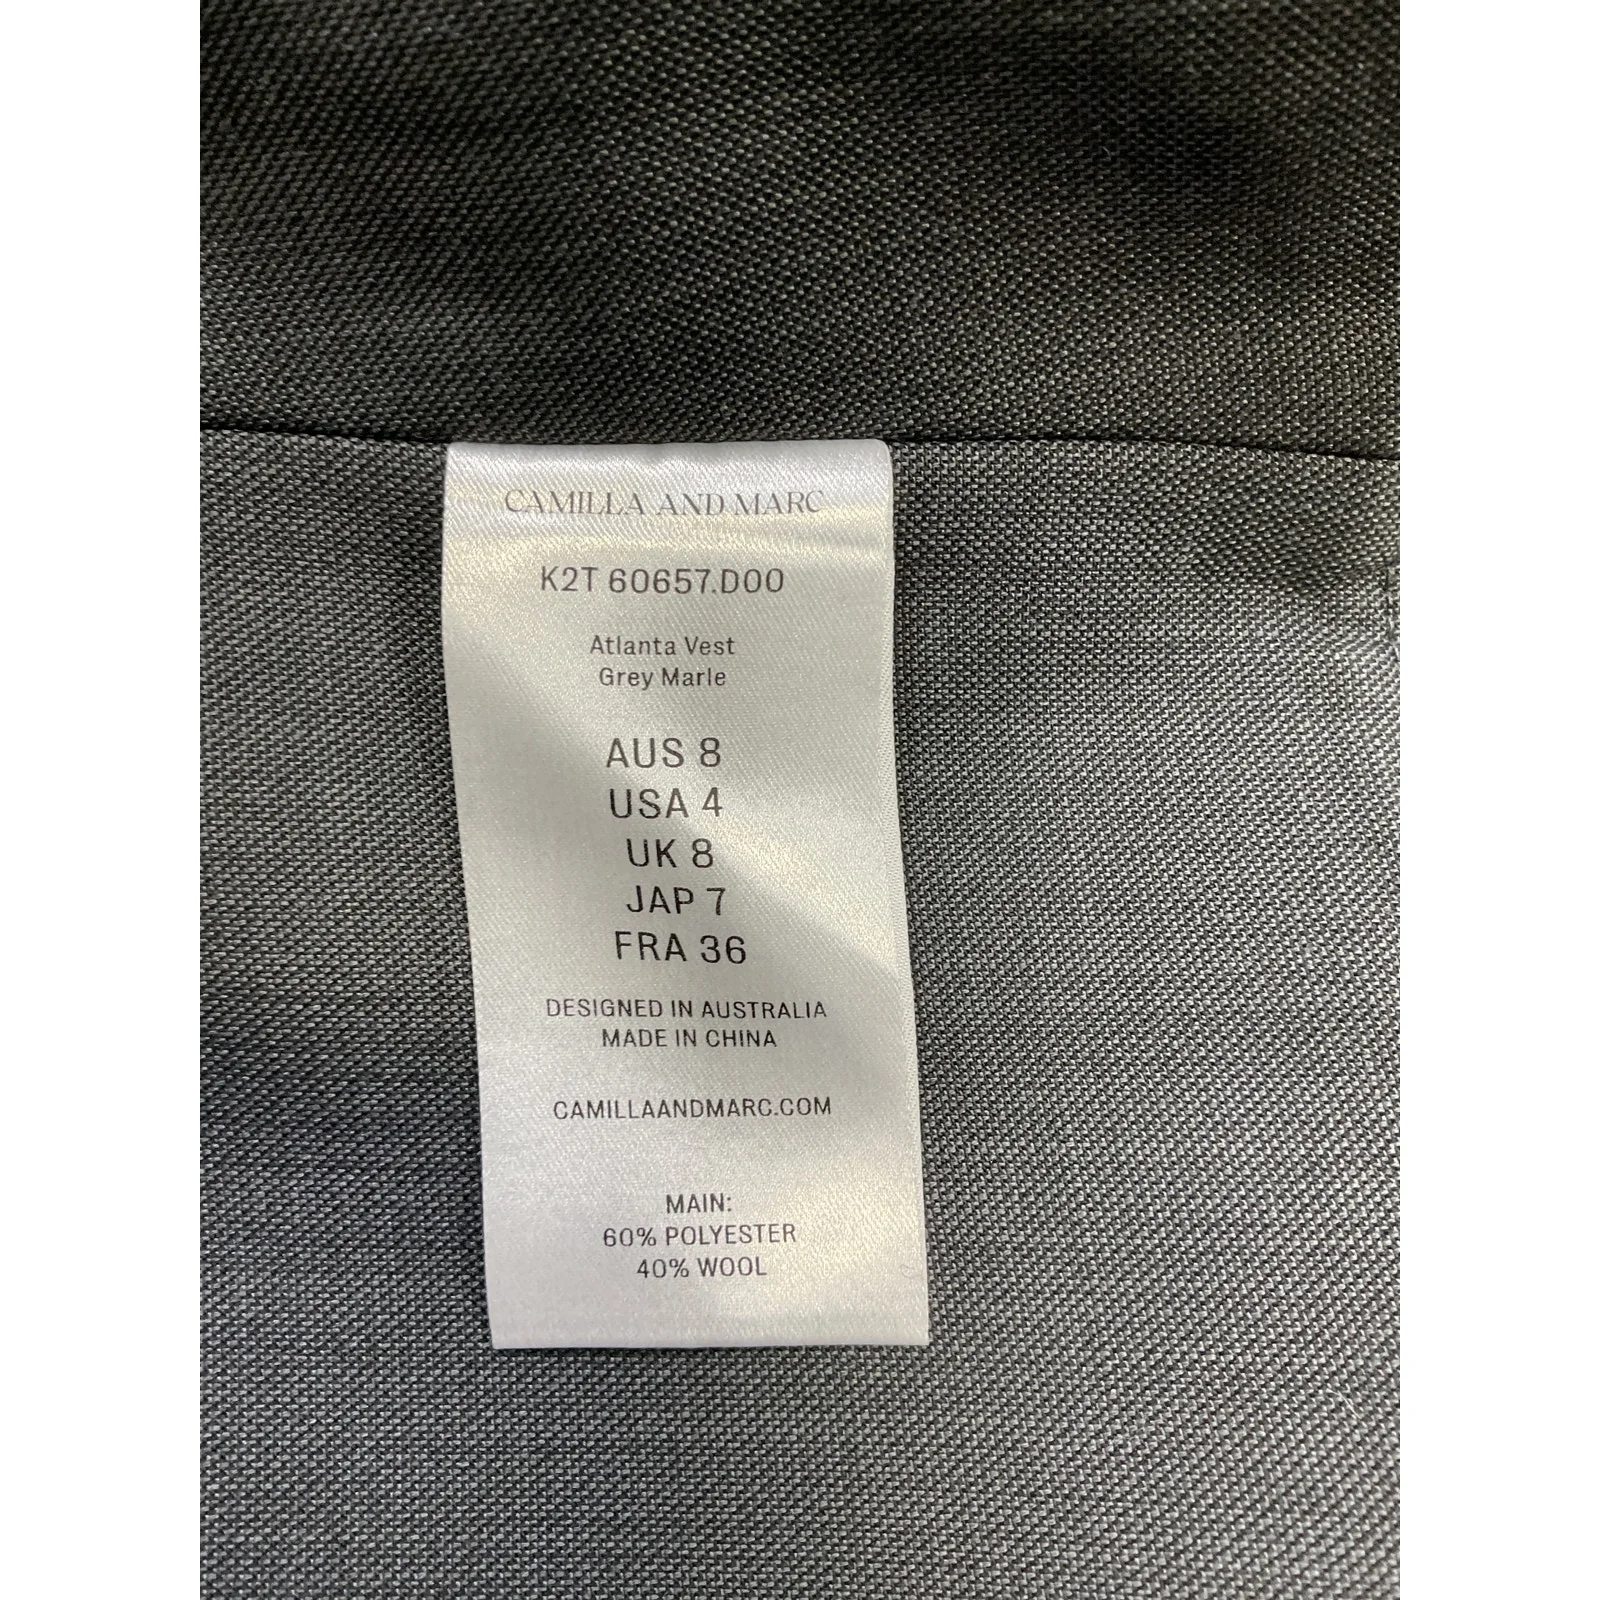 CAMILLA AND MARC
K2T 60657.D00
Atlanta Vest
Grey Marle
AUS 8
USA 4
UK 8
JAP 7
FRA 36
DESIGNED IN AUSTRALIA
MADE IN CHINA
CAMILLAANDMARC.COM
MAIN:
60% POLYESTER
40% WOOL